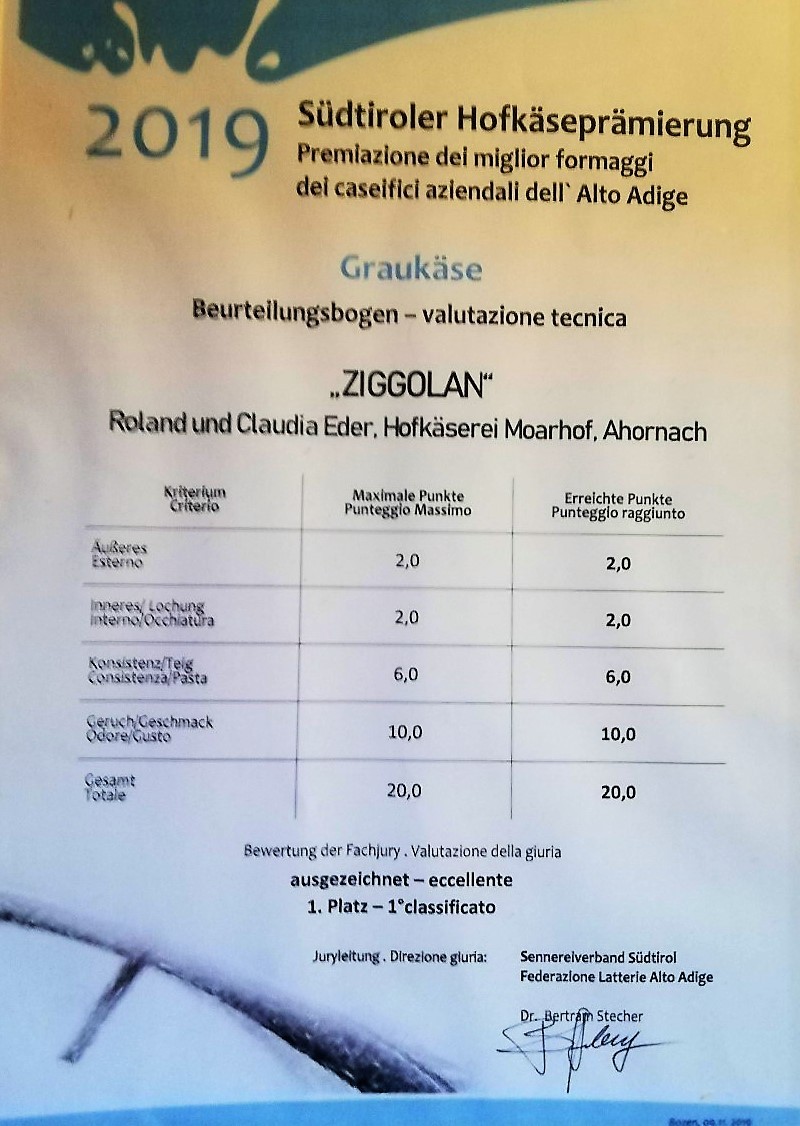 2019
Südtiroler Hofkäseprämierung
Premiazione dei miglior formaggi
dei caseifici aziendali dell` Alto Adige
Graukäse
Beurteilungsbogen – valutazione tecnica
„ZIGGOLAN“
Roland und Claudia Eder, Hofkäserei Moarhof, Ahornach
Kriterium
Criterio
Maximale Punkte
Punteggio Massimo
Erreichte Punkte
Punteggio raggiunto
Äußeres
Esterno
2,0
2,0
Inneres/ Lochung
Interno/Occhiatura
2,0
2,0
Konsistenz/Teig
Consistenza/Pasta
6,0
6,0
Geruch/Geschmack
Odore/Gusto
10,0
10,0
Gesamt
Totale
20,0
20,0
Bewertung der Fachjury . Valutazione della giuria
ausgezeichnet – eccellente
1. Platz – 1°classificato
Juryleitung . Direzione giuria:
Sennereiverband Südtirol
Federazione Latterie Alto Adige
Dr. Bertram Stecher
Bozen, 09.11.2019